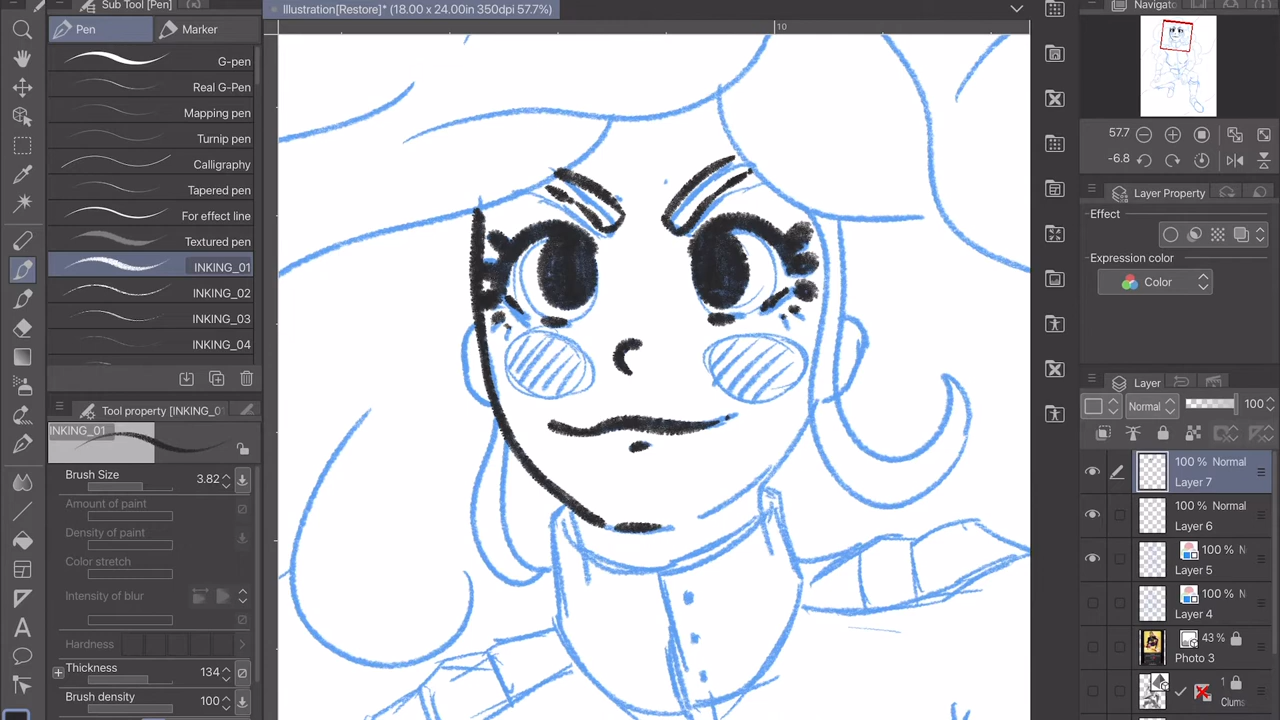 Sub Tool [Pen]
Illustration[Restore]* (18.00 x 24.00in 350dpi 57.7%)
Navigato
Pen
Marker
10
G-pen
Real G-Pen
Mapping pen
Turnip pen
Calligraphy
Tapered pen
For effect line
Textured pen
INKING_01
INKING_02
INKING_03
INKING_04
57.7
-6.8
Layer Property
Effect
Expression color
Color
Tool property [INKING_0
INKING_01
Brush Size
3.82
Amount of paint
Density of paint
Color stretch
Intensity of blur
Hardness
Thickness
134
Brush density
100
Layer
Normal
100
100 % Normal
Layer 7
100 % Normal
Layer 6
100 % N
Layer 5
100 % N
Layer 4
43 %
Photo 3
1
Clums